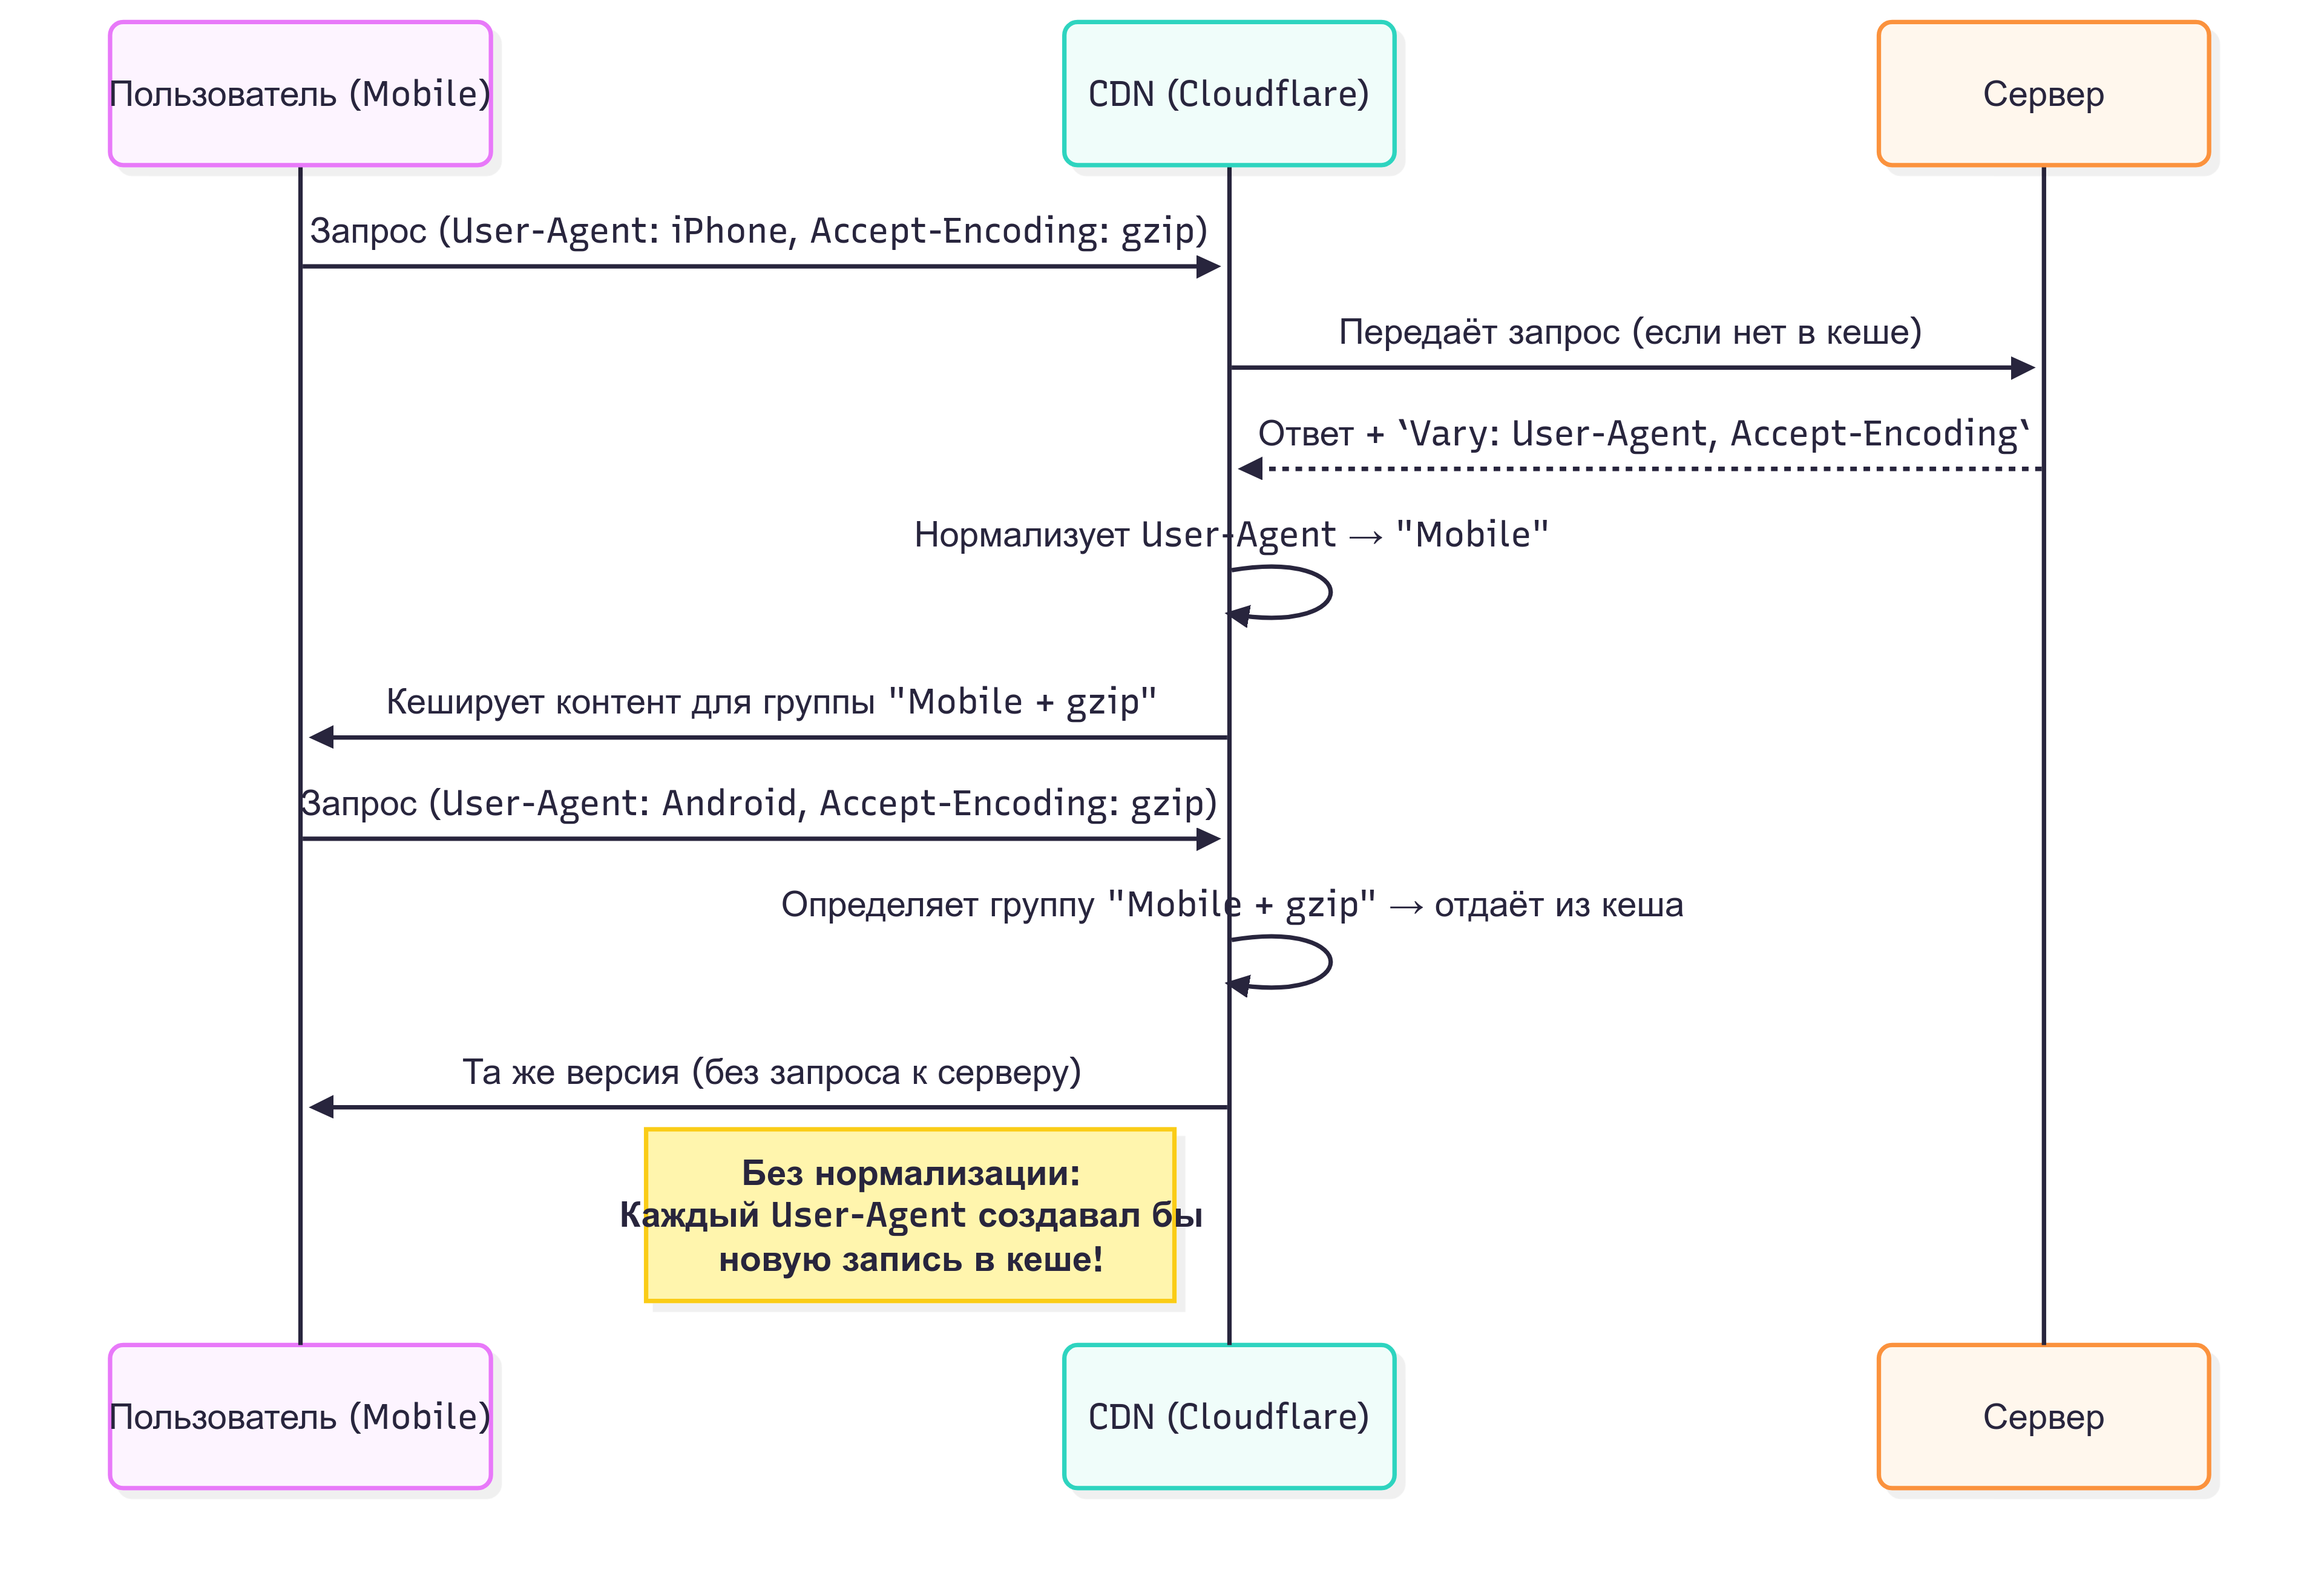 Пользователь (Mobile)
CDN (Cloudflare)
Сервер
Запрос (User-Agent: iPhone, Accept-Encoding: gzip)
Передаёт запрос (если нет в кеше)
Ответ + `Vary: User-Agent, Accept-Encoding`
Нормализует User-Agent → "Mobile"
Кеширует контент для группы "Mobile + gzip"
Запрос (User-Agent: Android, Accept-Encoding: gzip)
Определяет группу "Mobile + gzip" → отдаёт из кеша
Та же версия (без запроса к серверу)
Без нормализации:
Каждый User-Agent создавал бы
новую запись в кеше!
Пользователь (Mobile)
CDN (Cloudflare)
Сервер